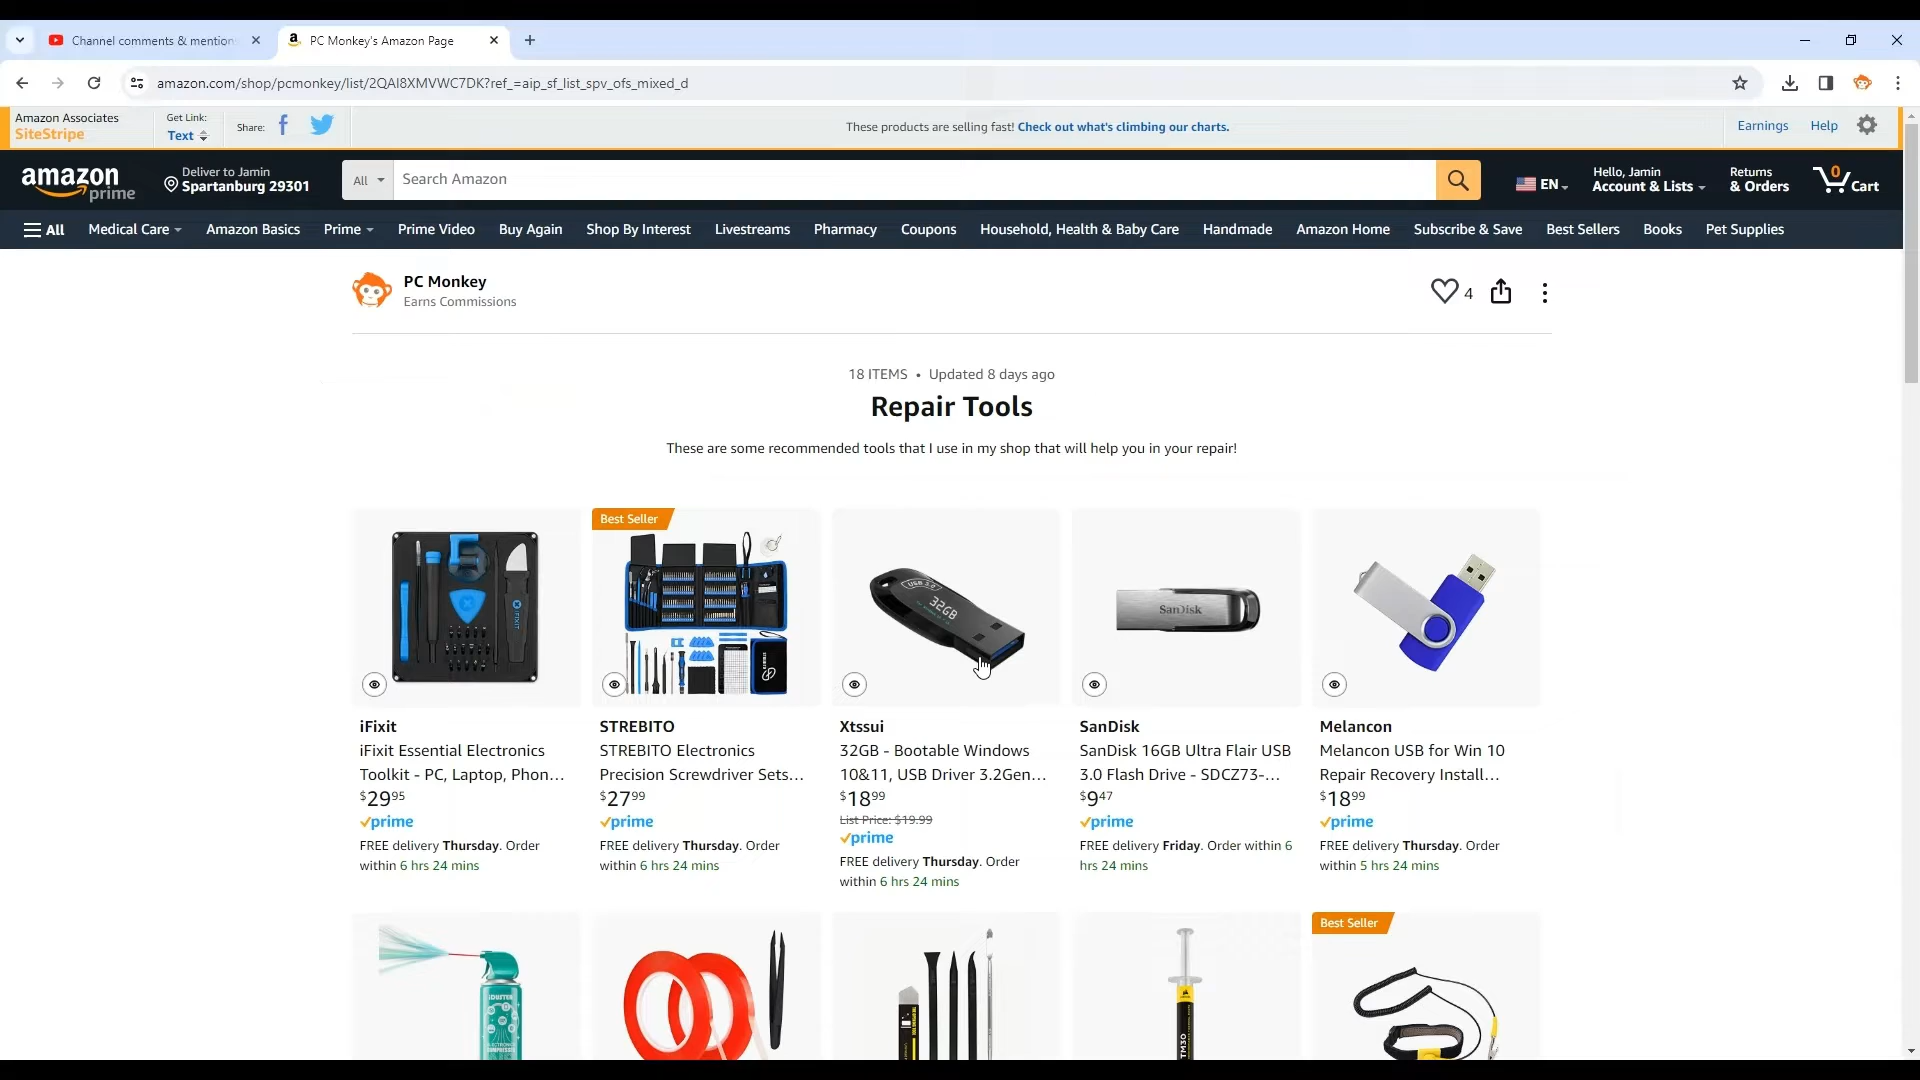 Channel comments & mention
PC Monkey's Amazon Page
amazon.com/shop/pcmonkey/list/2QAI8XMVWC7DK?ref_=aip_sf_list_spv_ofs_mixed_d
Amazon Associates
SiteStripe
Get Link:
Text
Share:
These products are selling fast! Check out what's climbing our charts.
Earnings
Help
amazon
prime
Deliver to Jamin
Spartanburg 29301
All
Search Amazon
EN
Hello, Jamin
Account & Lists
Returns
& Orders
0
Cart
All
Medical Care
Amazon Basics
Prime
Prime Video
Buy Again
Shop By Interest
Livestreams
Pharmacy
Coupons
Household, Health & Baby Care
Handmade
Amazon Home
Subscribe & Save
Best Sellers
Books
Pet Supplies
PC Monkey
Earns Commissions
4
18 ITEMS • Updated 8 days ago
Repair Tools
These are some recommended tools that I use in my shop that will help you in your repair!
iFixit
iFixit Essential Electronics
Toolkit - PC, Laptop, Phon...
$29.95
prime
FREE delivery Thursday. Order
within 6 hrs 24 mins
Best Seller
STREBITO
STREBITO Electronics
Precision Screwdriver Sets...
$27.99
prime
FREE delivery Thursday. Order
within 6 hrs 24 mins
USB 3.0
32GB
Xtssui
32GB - Bootable Windows
10&11, USB Driver 3.2Gen...
$18.99
List Price: $19.99
prime
FREE delivery Thursday. Order
within 6 hrs 24 mins
SanDisk
SanDisk
SanDisk 16GB Ultra Flair USB
3.0 Flash Drive - SDCZ73-...
$9.47
prime
FREE delivery Friday. Order within 6
hrs 24 mins
Melancon
Melancon USB for Win 10
Repair Recovery Install...
$18.99
prime
FREE delivery Thursday. Order
within 5 hrs 24 mins
iDUSTER
TM30
Best Seller